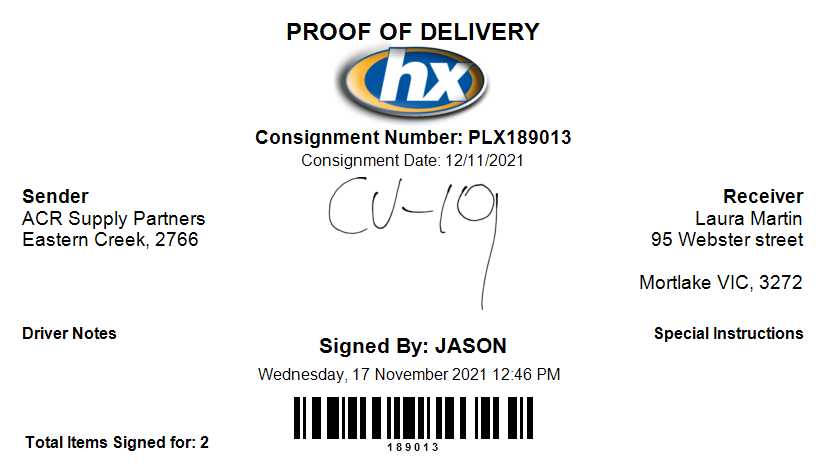 PROOF OF DELIVERY
hx
Consignment Number: PLX189013
Consignment Date: 12/11/2021
Sender
ACR Supply Partners
Eastern Creek, 2766
CV-19
Receiver
Laura Martin
95 Webster street
Mortlake VIC, 3272
Driver Notes
Signed By: JASON
Wednesday, 17 November 2021 12:46 PM
Special Instructions
Total Items Signed for: 2
189013